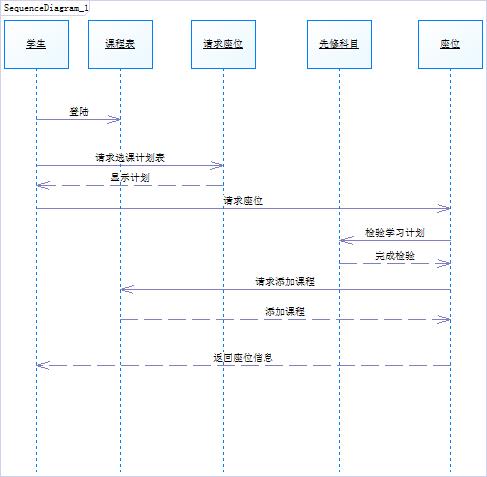 SequenceDiagram_1
学生
课程表
请求座位
先修科目
座位
登陆
请求选课计划表
显示计划
请求座位
检验学习计划
完成检验
请求添加课程
添加课程
返回座位信息